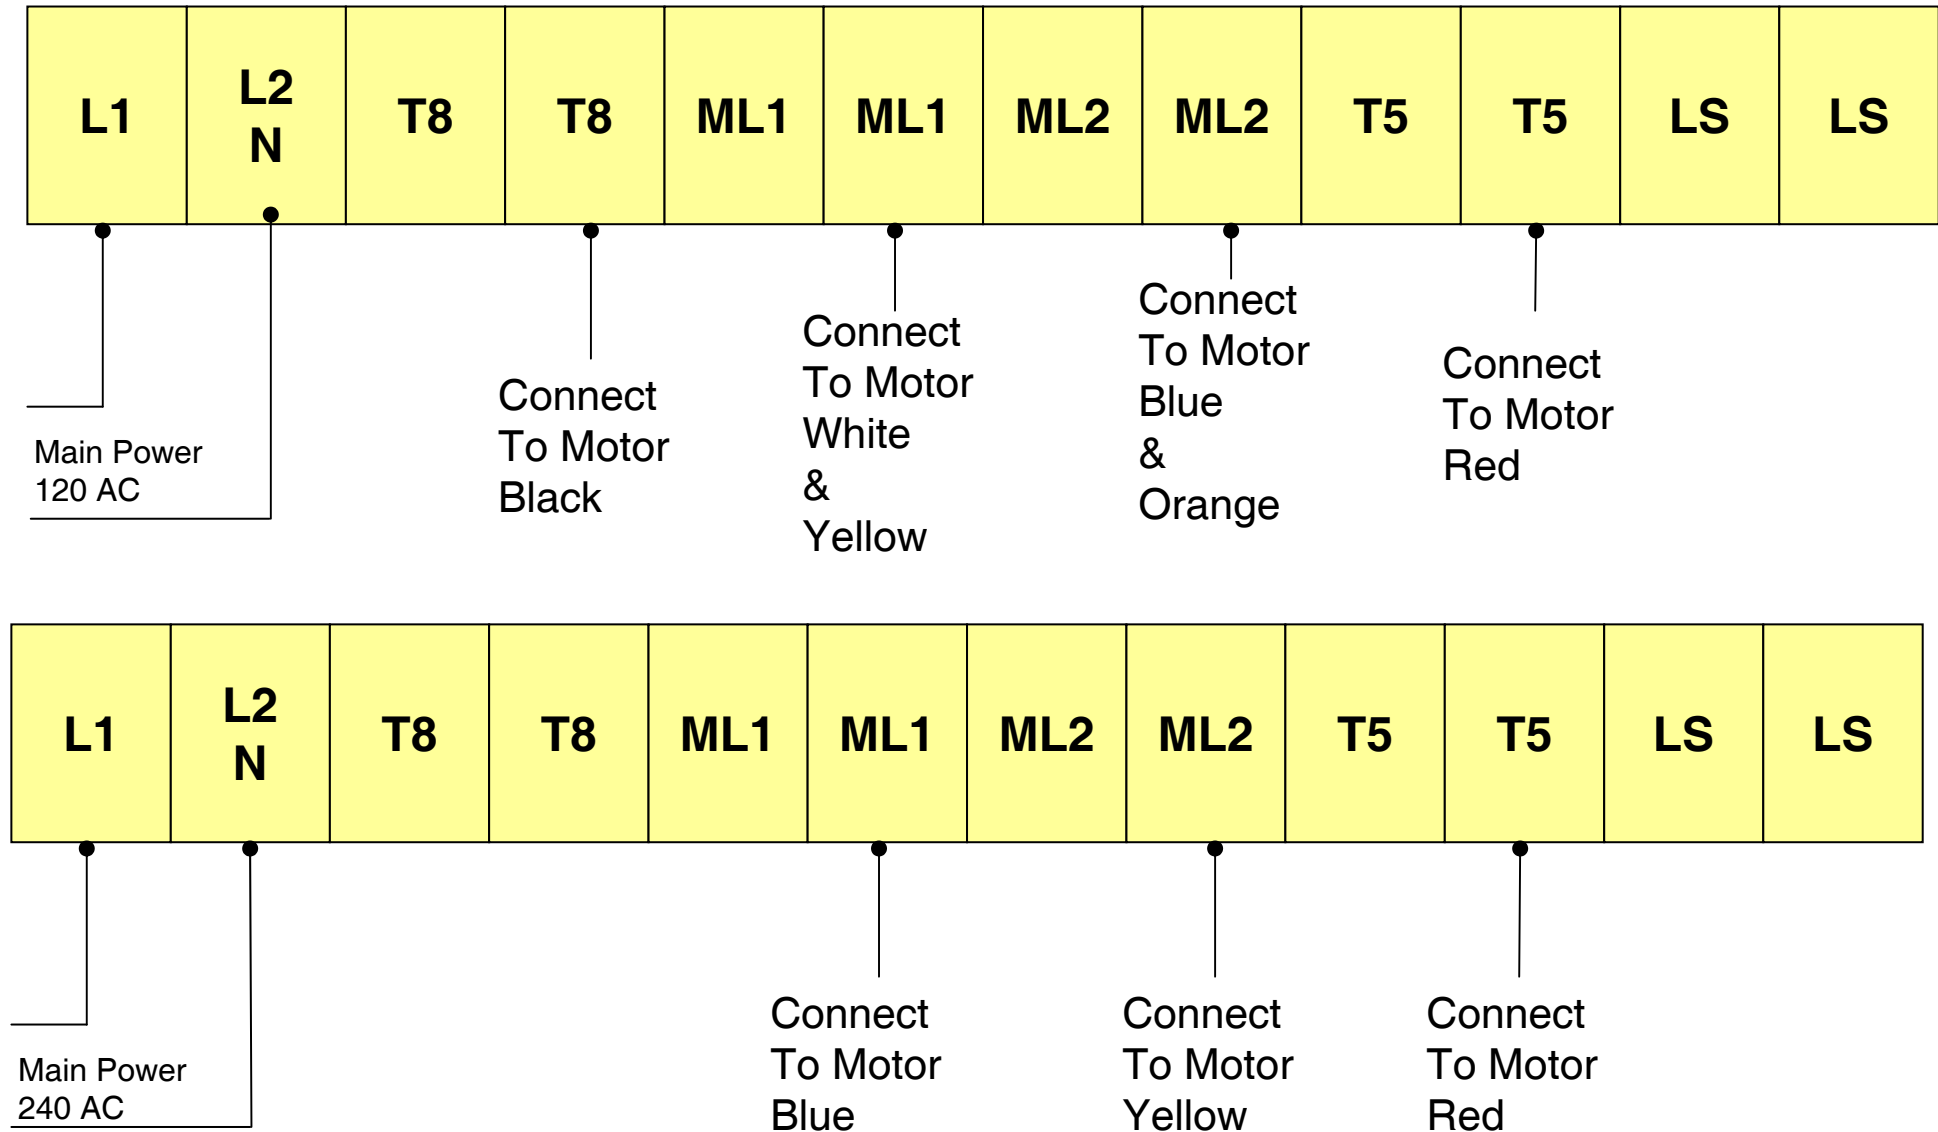 L1 L2 T8 T8 ML1 ML1 ML2 ML2 T5 T5 LS LS
N
Main Power
120 AC
Connect
To Motor
Black
Connect
To Motor
White
&
Yellow
Connect
To Motor
Blue
&
Orange
Connect
To Motor
Red
L1 L2 T8 T8 ML1 ML1 ML2 ML2 T5 T5 LS LS
N
Main Power
240 AC
Connect
To Motor
Blue
Connect
To Motor
Yellow
Connect
To Motor
Red